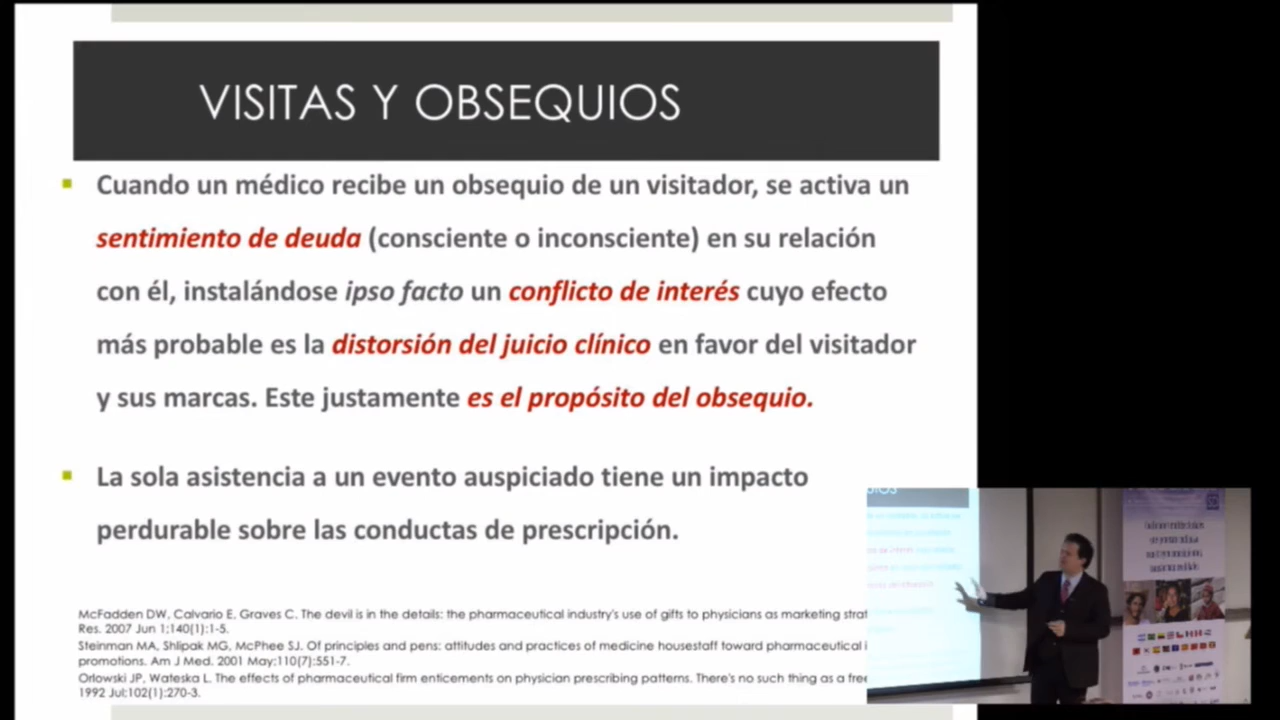 VISITAS Y OBSEQUIOS
Cuando un médico recibe un obsequio de un visitador, se activa un
sentimiento de deuda (consciente o inconsciente) en su relación
con él, instalándose ipso facto un conflicto de interés cuyo efecto
más probable es la distorsión del juicio clínico en favor del visitador
y sus marcas. Este justamente es el propósito del obsequio.
La sola asistencia a un evento auspiciado tiene un impacto
perdurable sobre las conductas de prescripción.
McFadden DW, Calvario E, Graves C. The devil is in the details: the pharmaceutical industry's use of gifts to physicians as marketing strat
Res. 2007 Jun 1;140(1):1-5.
Steinman MA, Shlipak MG, McPhee SJ. Of principles and pens: attitudes and practices of medicine housestaff toward pharmaceutical i
promotions. Am J Med. 2001 May;110(7):551-7.
Orlowski JP, Wateska L. The effects of pharmaceutical firm enticements on physician prescribing patterns. There's no such thing as a free
1992 Jul;102(1):270-3.